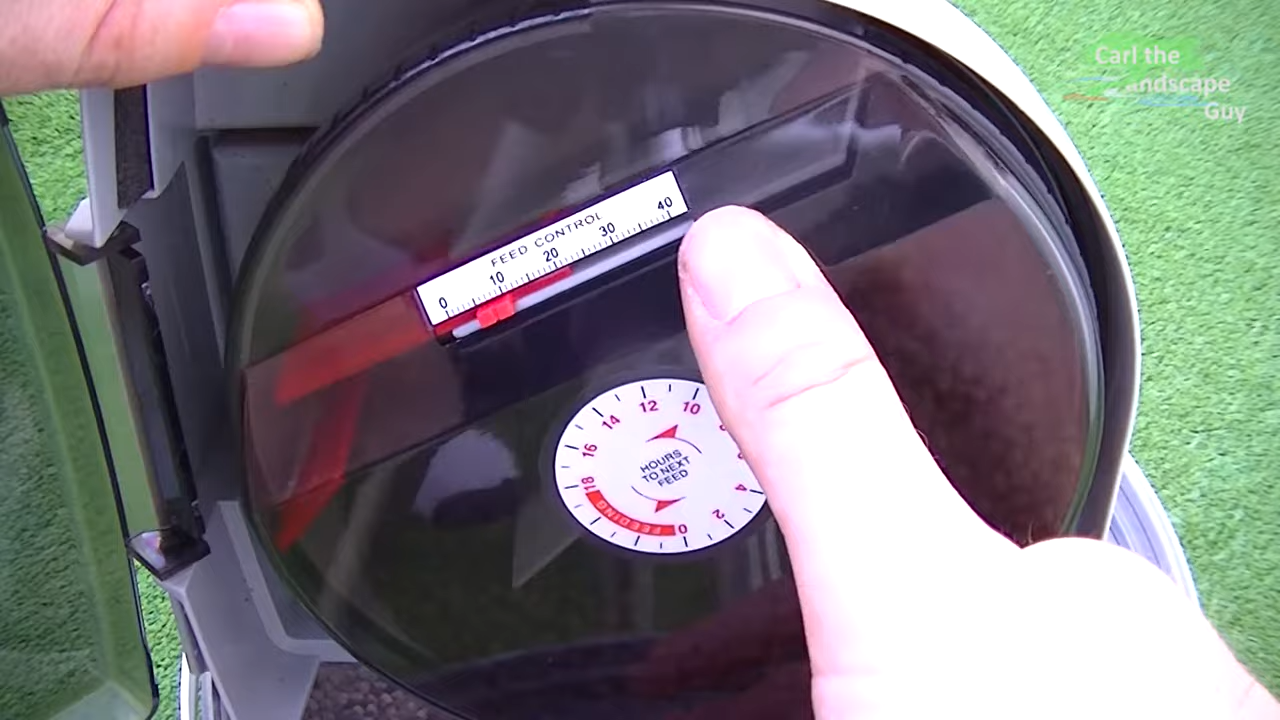 Carl the
andscape
Guy
FEED CONTROL
0 10 20 30 40
12 10
14
16
18
4
2
0
HOURS
TO NEXT
FEED
FEEDING